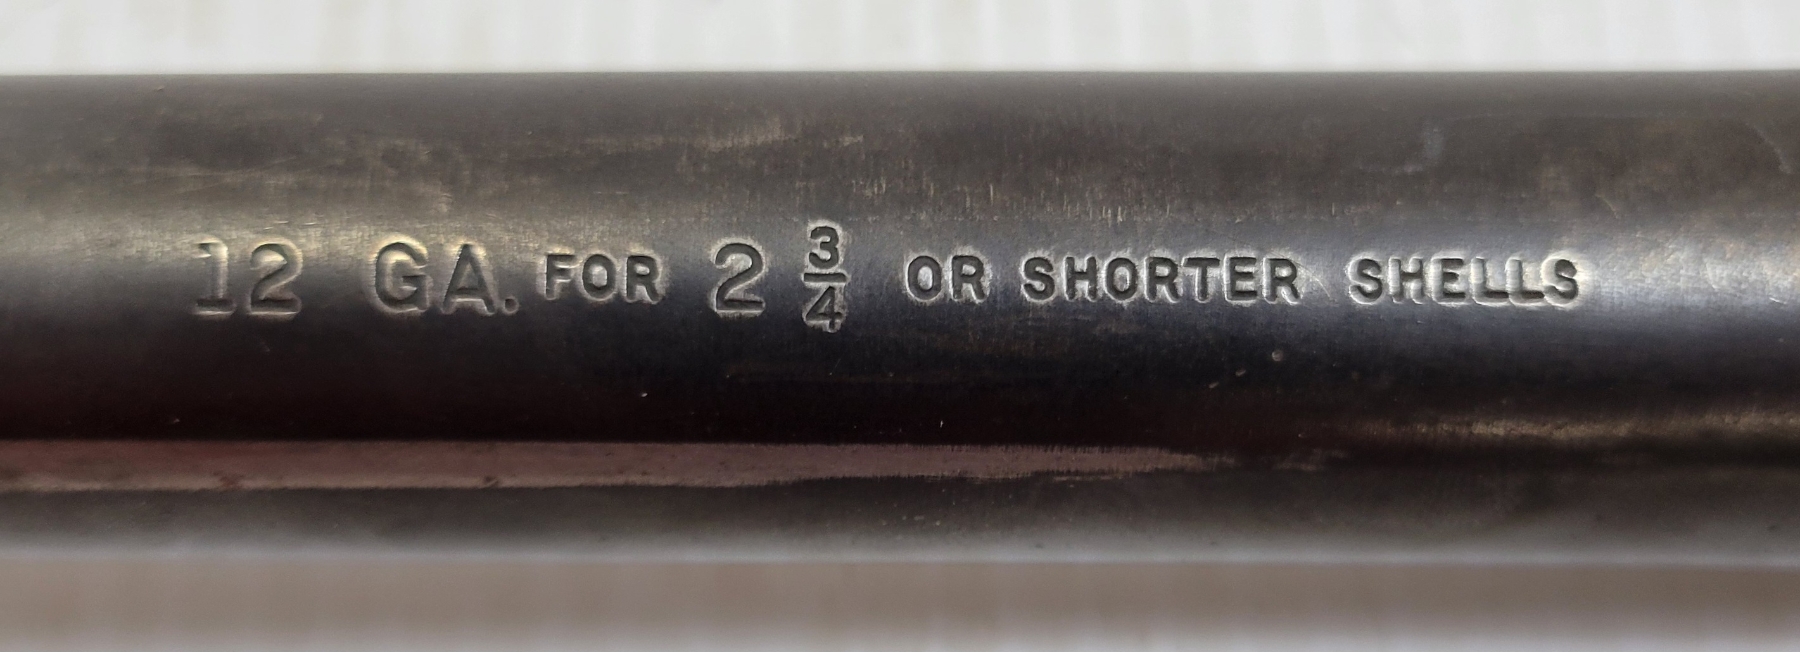 12 GA. FOR 2 3/4 OR SHORTER SHELLS